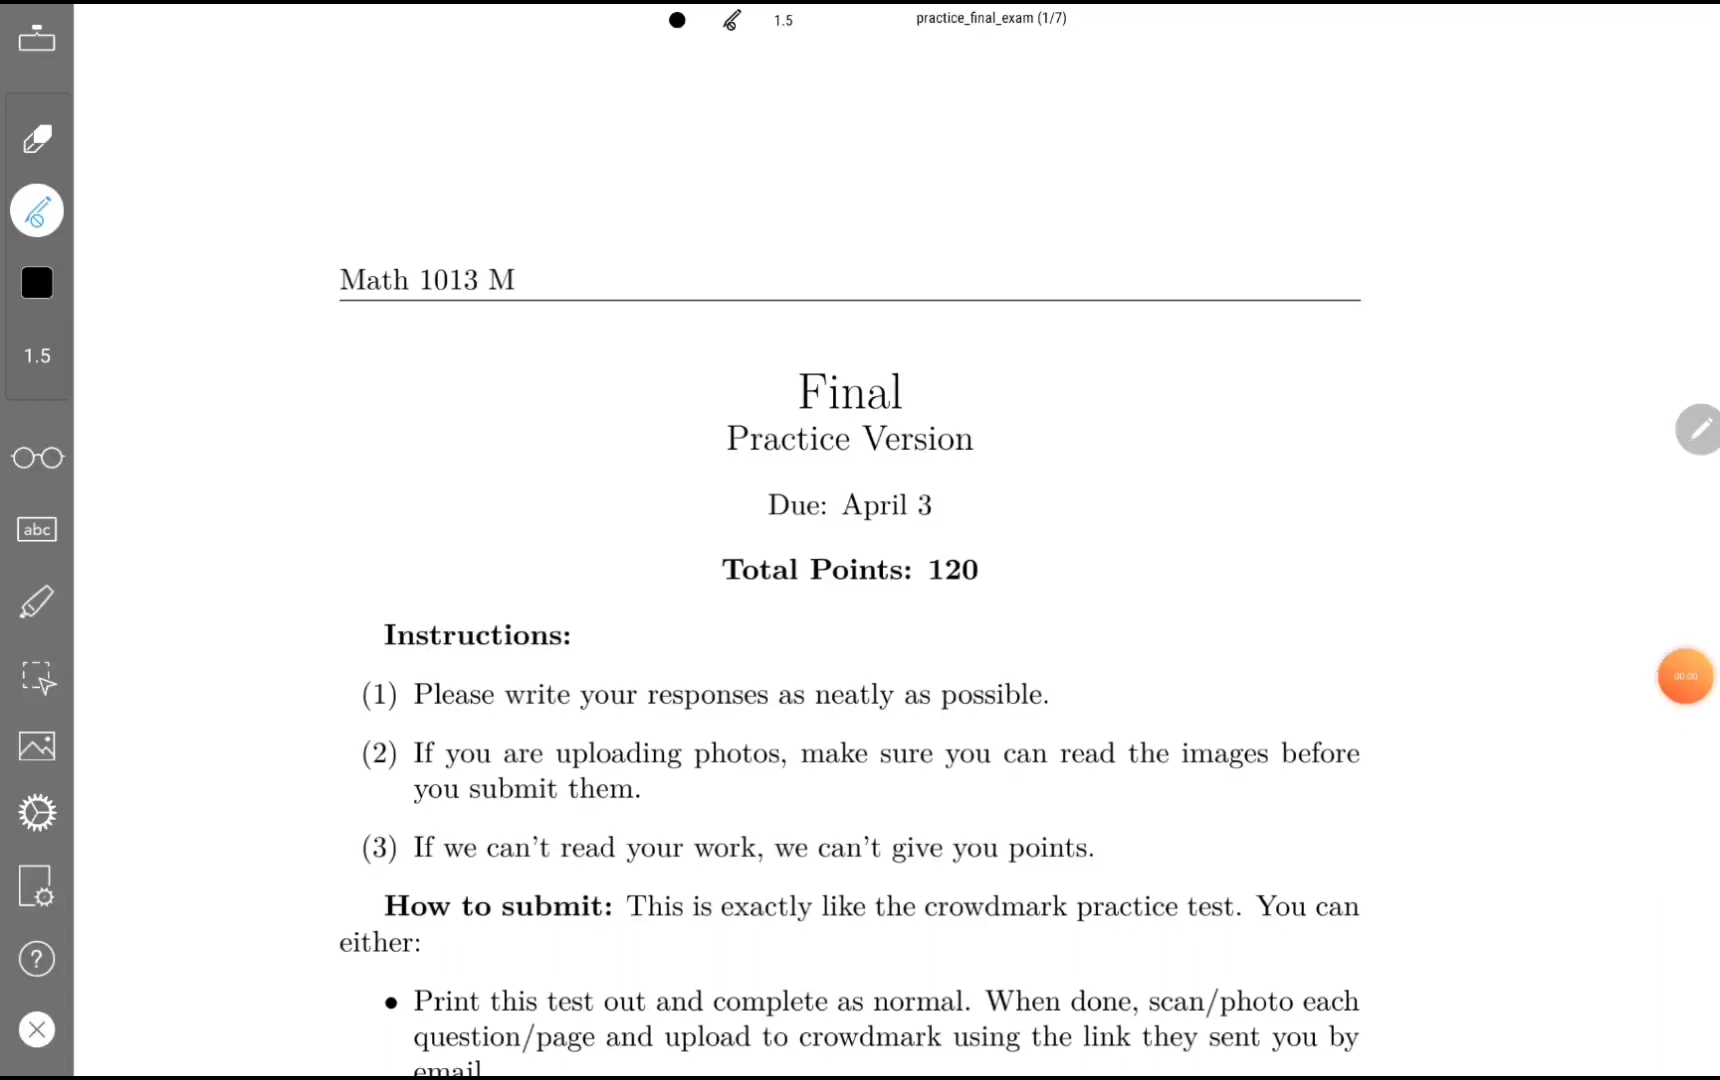 1.5
practice_final_exam (1/7)
1.5
abc
?
00:00
Math 1013 M
Final
Practice Version
Due: April 3
Total Points: 120
Instructions:
(1) Please write your responses as neatly as possible.
(2) If you are uploading photos, make sure you can read the images before
you submit them.
(3) If we can't read your work, we can't give you points.
How to submit: This is exactly like the crowdmark practice test. You can
either:
• Print this test out and complete as normal. When done, scan/photo each
question/page and upload to crowdmark using the link they sent you by
email